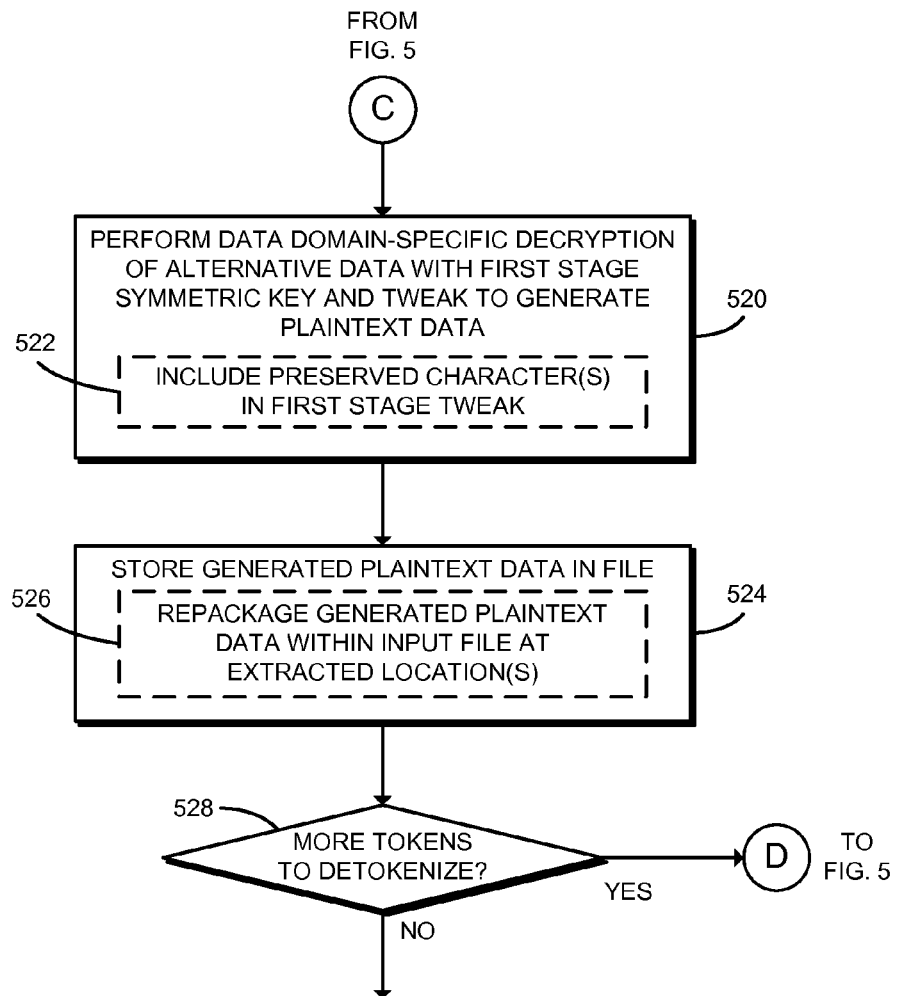 FROM
FIG. 5
C
PERFORM DATA DOMAIN-SPECIFIC DECRYPTION
OF ALTERNATIVE DATA WITH FIRST STAGE
SYMMETRIC KEY AND TWEAK TO GENERATE
PLAINTEXT DATA
520
522
INCLUDE PRESERVED CHARACTER(S)
IN FIRST STAGE TWEAK
STORE GENERATED PLAINTEXT DATA IN FILE
526
REPACKAGE GENERATED PLAINTEXT
DATA WITHIN INPUT FILE AT
EXTRACTED LOCATION(S)
524
528
MORE TOKENS
TO DETOKENIZE?
D
TO
FIG. 5
YES
NO